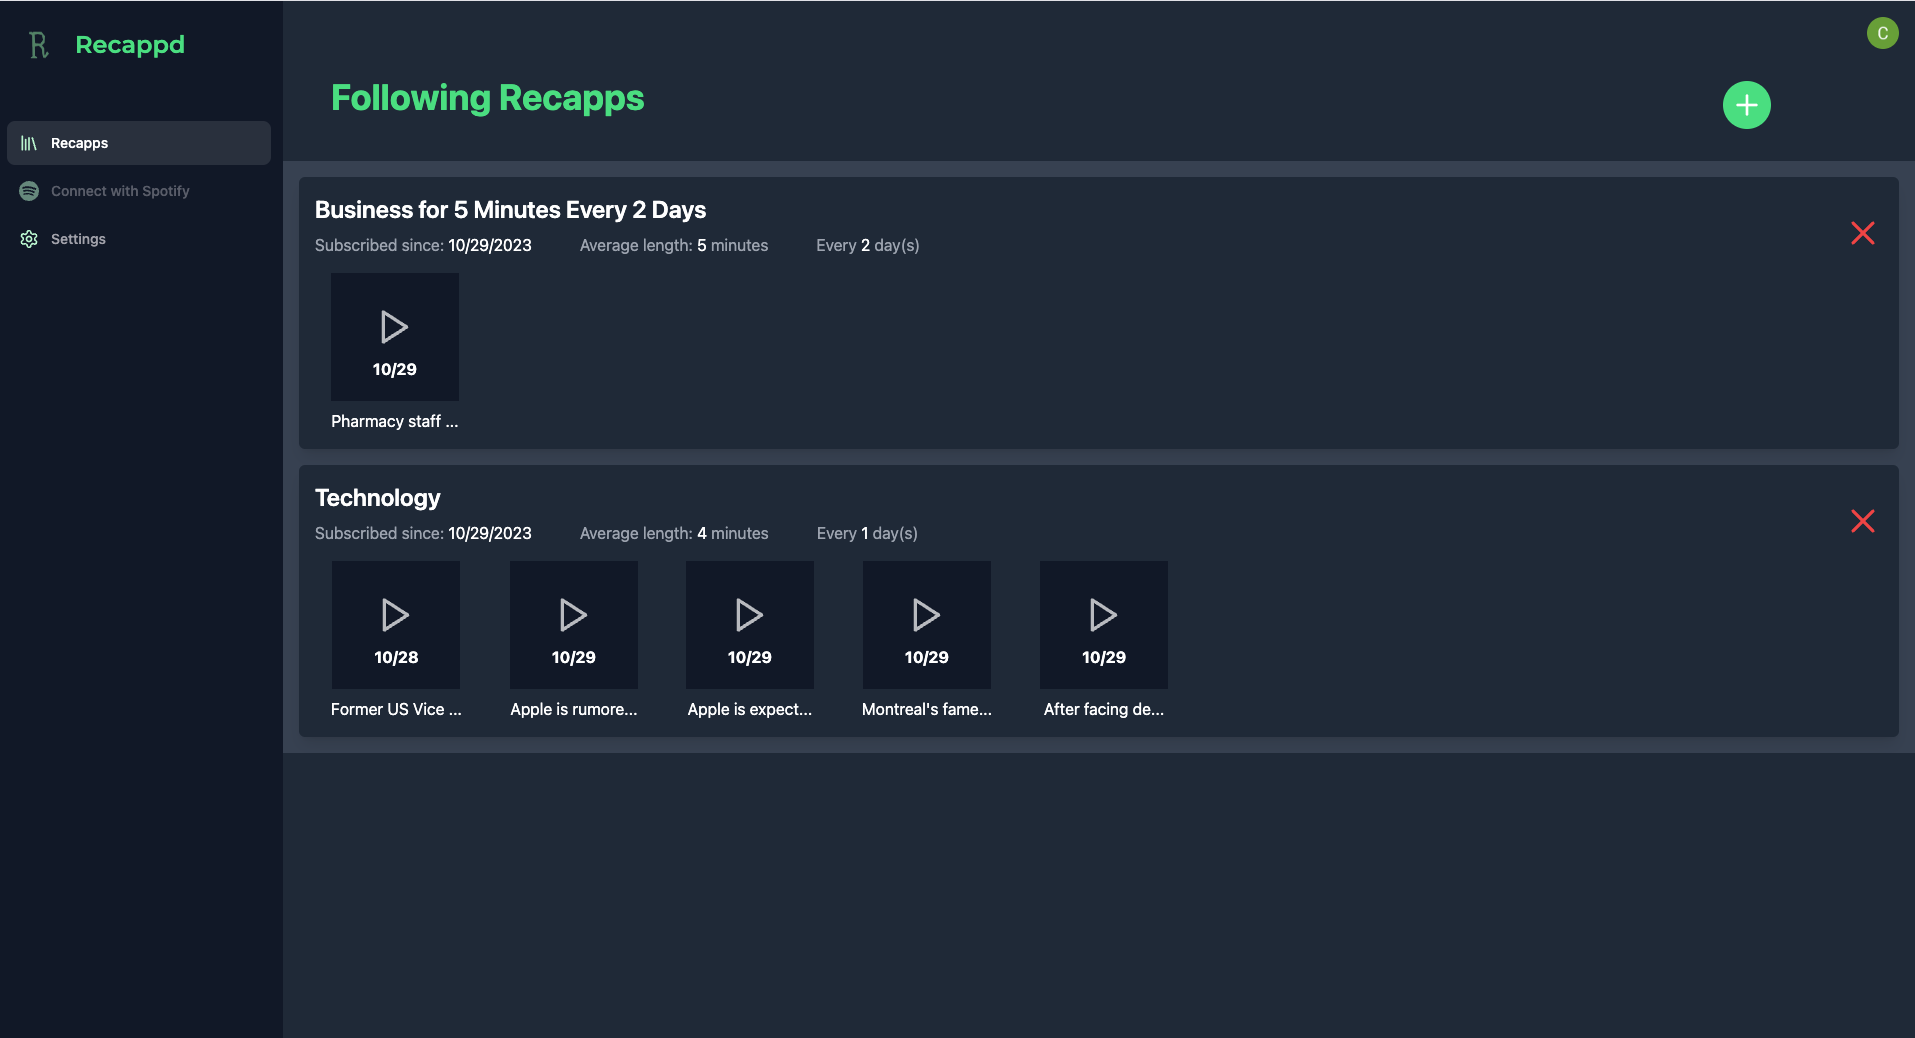 R Recappd
C
Following Recapps
Recapps
Connect with Spotify
Settings
Business for 5 Minutes Every 2 Days
Subscribed since: 10/29/2023 Average length: 5 minutes Every 2 day(s)
10/29
Pharmacy staff ...
Technology
Subscribed since: 10/29/2023 Average length: 4 minutes Every 1 day(s)
10/28 10/29 10/29 10/29 10/29
Former US Vice ... Apple is rumore... Apple is expect... Montreal's fame... After facing de...